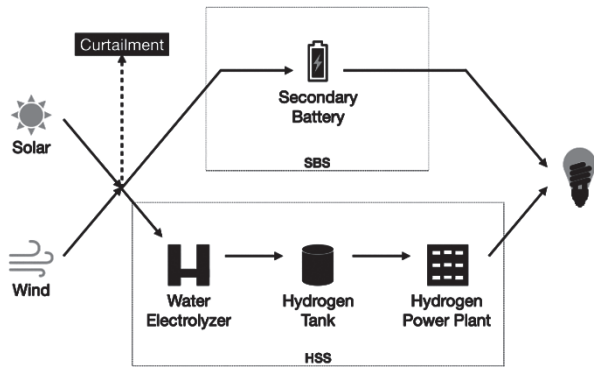 Curtailment
Secondary
Battery
SBS
Solar
Wind
Water
Electrolyzer
Hydrogen
Tank
Hydrogen
Power Plant
HSS